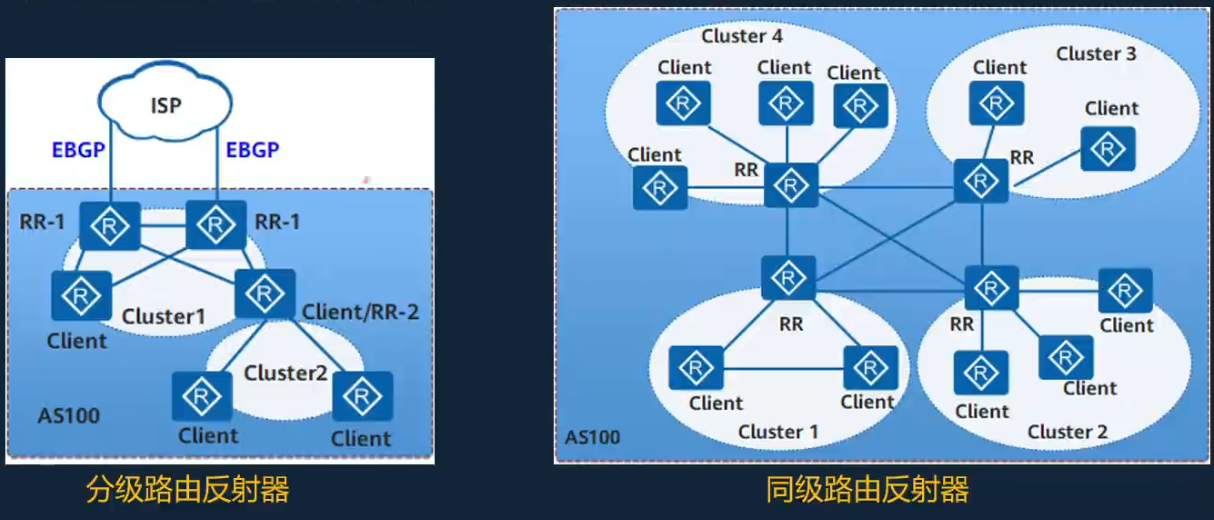 ISP
EBGP
EBGP
RR-1
RR-1
Cluster1
Client/RR-2
Client
Cluster2
AS100
Client
Client
分级路由反射器
Cluster 4
Client
Client
Client
Client
RR
Cluster 3
Client
Client
RR
RR
Client
Client
Cluster 1
RR
Client
Client
Client
Cluster 2
AS100
同级路由反射器